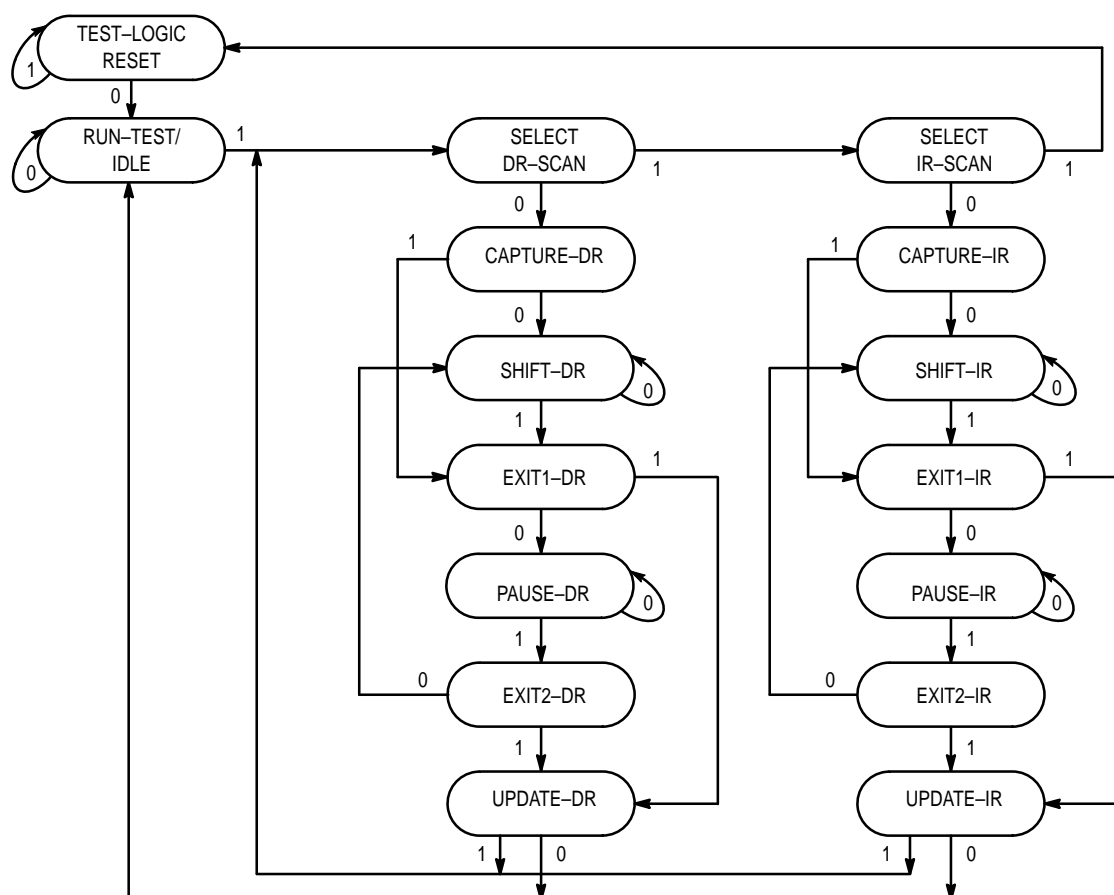 TEST–LOGIC
RESET
1
0
RUN–TEST/
IDLE
0
1
SELECT
DR–SCAN
1
0
SELECT
IR–SCAN
1
0
CAPTURE–DR
1
0
CAPTURE–IR
1
0
SHIFT–DR
0
1
SHIFT–IR
0
1
EXIT1–DR
1
0
EXIT1–IR
1
0
PAUSE–DR
0
1
PAUSE–IR
0
1
EXIT2–DR
0
1
EXIT2–IR
0
1
UPDATE–DR
1
0
UPDATE–IR
1
0